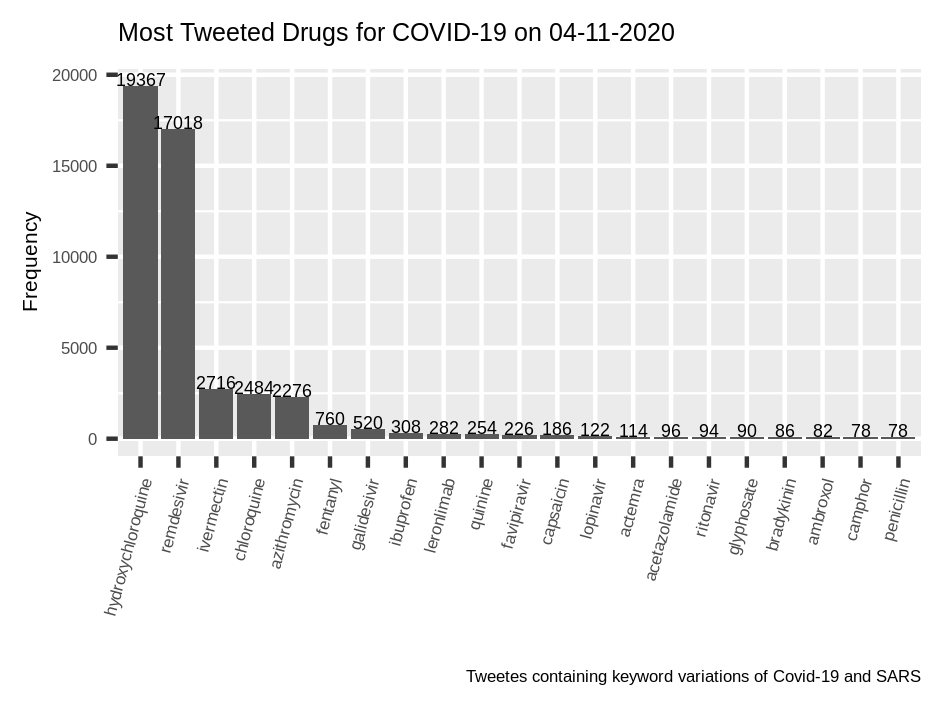 Most Tweeted Drugs for COVID-19 on 04-11-2020
Frequency
20000
15000
10000
5000
0
19367
17018
2716
2484
2276
760
520
308
282
254
226
186
122
114
96
94
90
86
82
78
78
hydroxychloroquine
remdesivir
ivermectin
chloroquine
azithromycin
fentanyl
galidesivir
ibuprofen
leronlimab
quinine
favipiravir
capsaicin
lopinavir
actemra
acetazolamide
ritonavir
glyphosate
bradykinin
ambroxol
camphor
penicillin
Tweetes containing keyword variations of Covid-19 and SARS